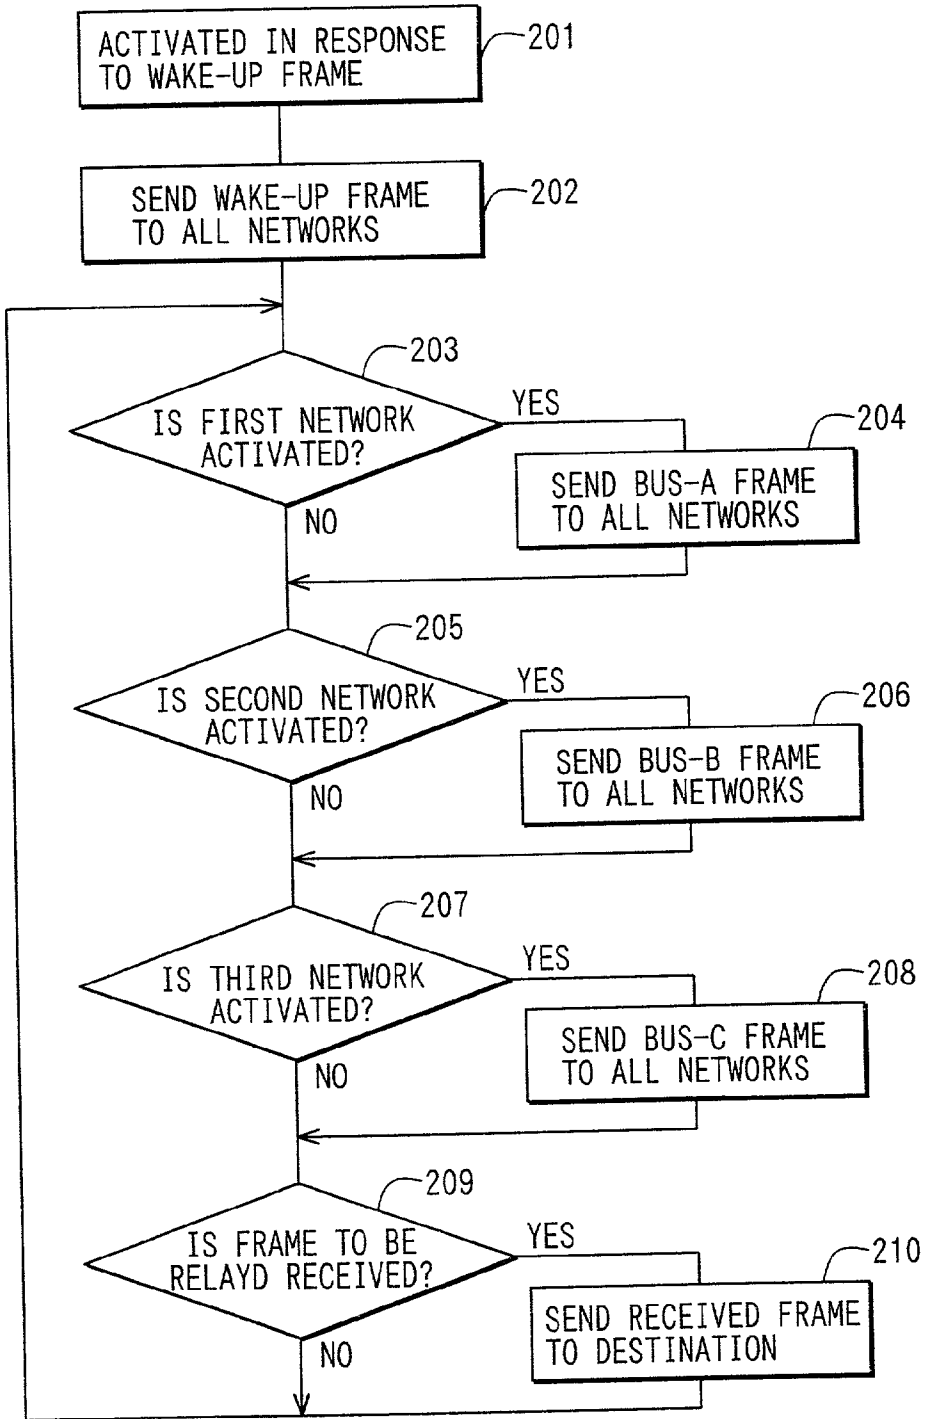 ACTIVATED IN RESPONSE
TO WAKE-UP FRAME
201
SEND WAKE-UP FRAME
TO ALL NETWORKS
202
203
IS FIRST NETWORK
ACTIVATED?
YES
NO
204
SEND BUS-A FRAME
TO ALL NETWORKS
205
IS SECOND NETWORK
ACTIVATED?
YES
NO
206
SEND BUS-B FRAME
TO ALL NETWORKS
207
IS THIRD NETWORK
ACTIVATED?
YES
NO
208
SEND BUS-C FRAME
TO ALL NETWORKS
209
IS FRAME TO BE
RELAYD RECEIVED?
YES
NO
210
SEND RECEIVED FRAME
TO DESTINATION